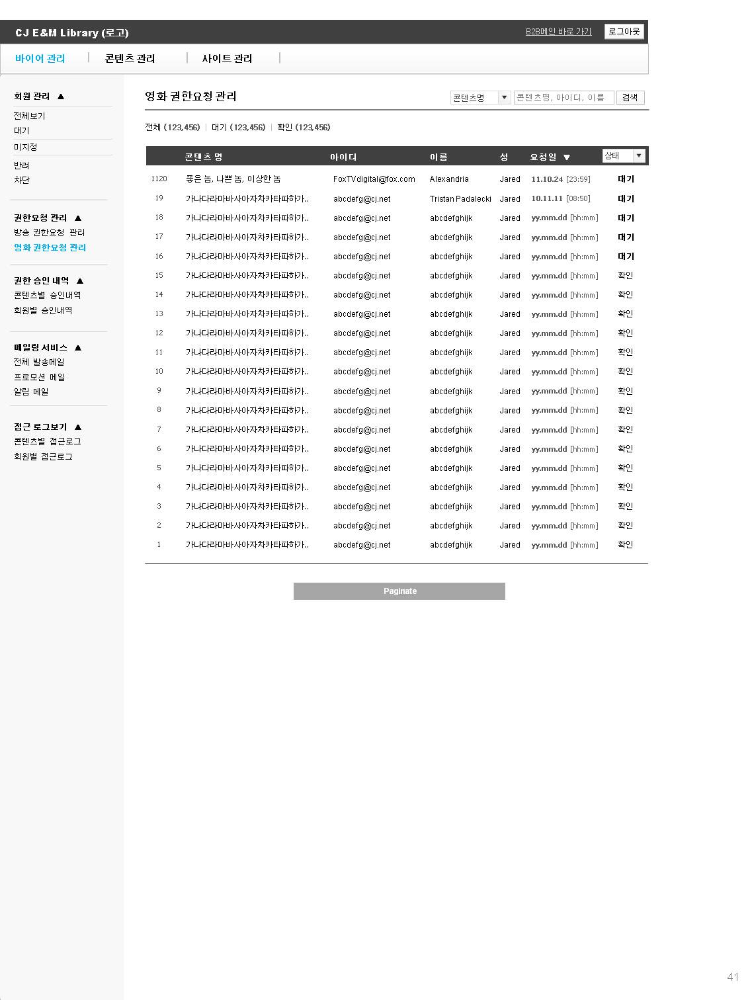 CJ E&M Library (로고)
B2B메인 바로 가기 로그아웃
바이어 관리 콘텐츠 관리 사이트 관리
회원 관리 ▲
전체보기
대기
미지정
반려
차단
권한요청 관리 ▲
방송 권한요청 관리
영화 권한요청 관리
권한 승인 내역 ▲
콘텐츠별 승인내역
회원별 승인내역
메일링 서비스 ▲
전체 발송메일
프로모션 메일
알림 메일
접근 로그보기 ▲
콘텐츠별 접근로그
회원별 접근로그
영화 권한요청 관리 콘텐츠명 ▼ 콘텐츠명, 아이디, 이름 검색
전체 (123,456) | 대기 (123,456) | 확인 (123,456)
콘텐츠 명 아이디 이름 성 요청일 ▼ 상태 ▼
1120 좋은 놈, 나쁜 놈, 이상한 놈 FoxTVdigital@fox.com Alexandria Jared 11.10.24 [23:59] 대기
19 가나다라마바사아자차카타파하가.. abcdefg@cj.net Tristan Padalecki Jared 10.11.11 [08:50] 대기
18 가나다라마바사아자차카타파하가.. abcdefg@cj.net abcdefghijk Jared yy.mm.dd [hh:mm] 대기
17 가나다라마바사아자차카타파하가.. abcdefg@cj.net abcdefghijk Jared yy.mm.dd [hh:mm] 대기
16 가나다라마바사아자차카타파하가.. abcdefg@cj.net abcdefghijk Jared yy.mm.dd [hh:mm] 대기
15 가나다라마바사아자차카타파하가.. abcdefg@cj.net abcdefghijk Jared yy.mm.dd [hh:mm] 확인
14 가나다라마바사아자차카타파하가.. abcdefg@cj.net abcdefghijk Jared yy.mm.dd [hh:mm] 확인
13 가나다라마바사아자차카타파하가.. abcdefg@cj.net abcdefghijk Jared yy.mm.dd [hh:mm] 확인
12 가나다라마바사아자차카타파하가.. abcdefg@cj.net abcdefghijk Jared yy.mm.dd [hh:mm] 확인
11 가나다라마바사아자차카타파하가.. abcdefg@cj.net abcdefghijk Jared yy.mm.dd [hh:mm] 확인
10 가나다라마바사아자차카타파하가.. abcdefg@cj.net abcdefghijk Jared yy.mm.dd [hh:mm] 확인
9 가나다라마바사아자차카타파하가.. abcdefg@cj.net abcdefghijk Jared yy.mm.dd [hh:mm] 확인
8 가나다라마바사아자차카타파하가.. abcdefg@cj.net abcdefghijk Jared yy.mm.dd [hh:mm] 확인
7 가나다라마바사아자차카타파하가.. abcdefg@cj.net abcdefghijk Jared yy.mm.dd [hh:mm] 확인
6 가나다라마바사아자차카타파하가.. abcdefg@cj.net abcdefghijk Jared yy.mm.dd [hh:mm] 확인
5 가나다라마바사아자차카타파하가.. abcdefg@cj.net abcdefghijk Jared yy.mm.dd [hh:mm] 확인
4 가나다라마바사아자차카타파하가.. abcdefg@cj.net abcdefghijk Jared yy.mm.dd [hh:mm] 확인
3 가나다라마바사아자차카타파하가.. abcdefg@cj.net abcdefghijk Jared yy.mm.dd [hh:mm] 확인
2 가나다라마바사아자차카타파하가.. abcdefg@cj.net abcdefghijk Jared yy.mm.dd [hh:mm] 확인
1 가나다라마바사아자차카타파하가.. abcdefg@cj.net abcdefghijk Jared yy.mm.dd [hh:mm] 확인
Paginate
41